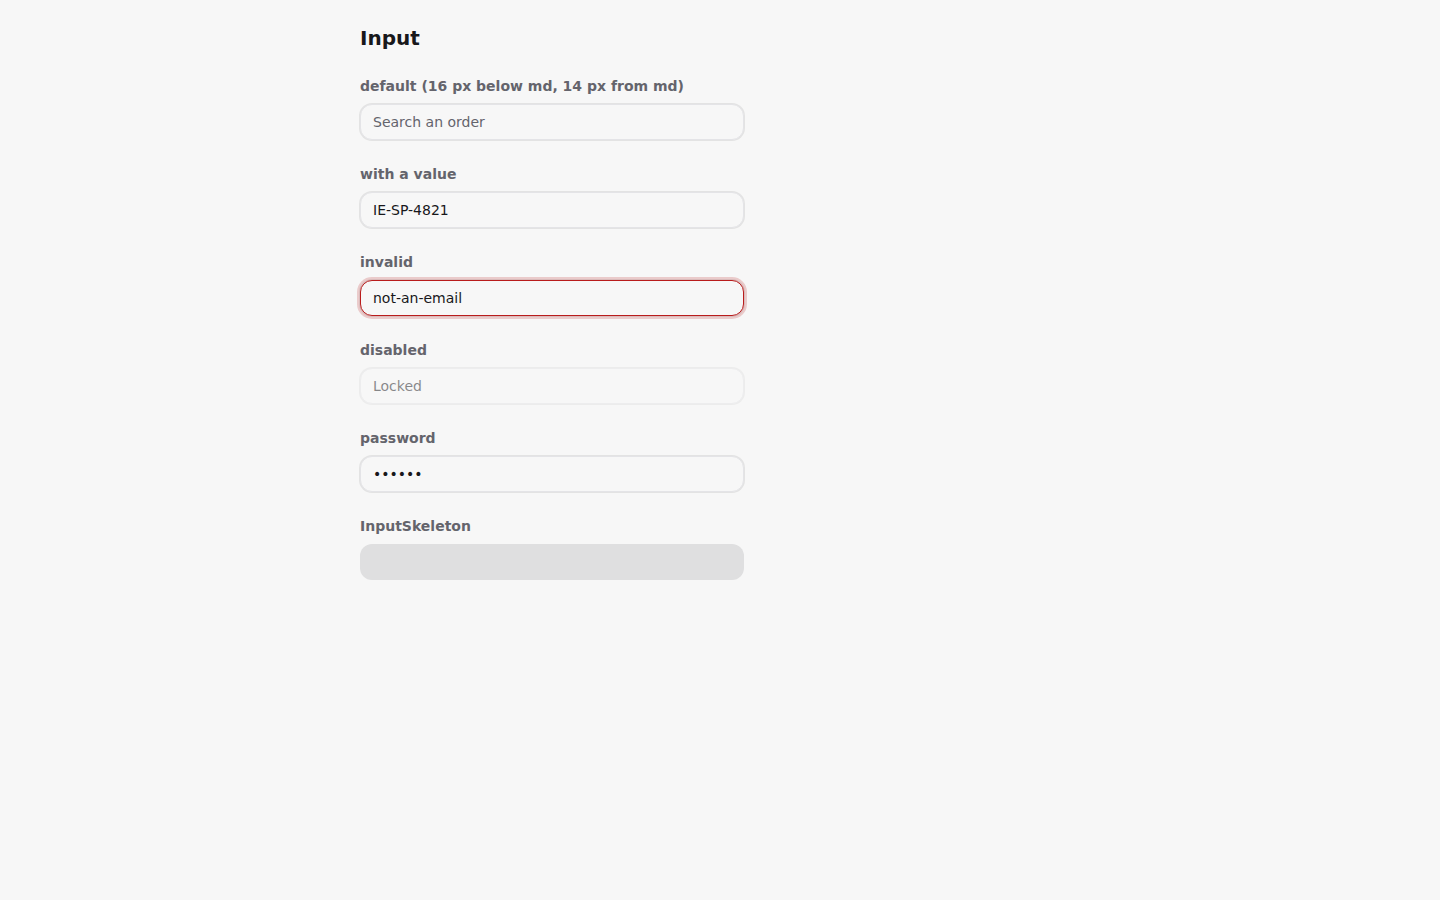 Input
default (16 px below md, 14 px from md)
Search an order
with a value
IE-SP-4821
invalid
not-an-email
disabled
Locked
password
••••••
InputSkeleton